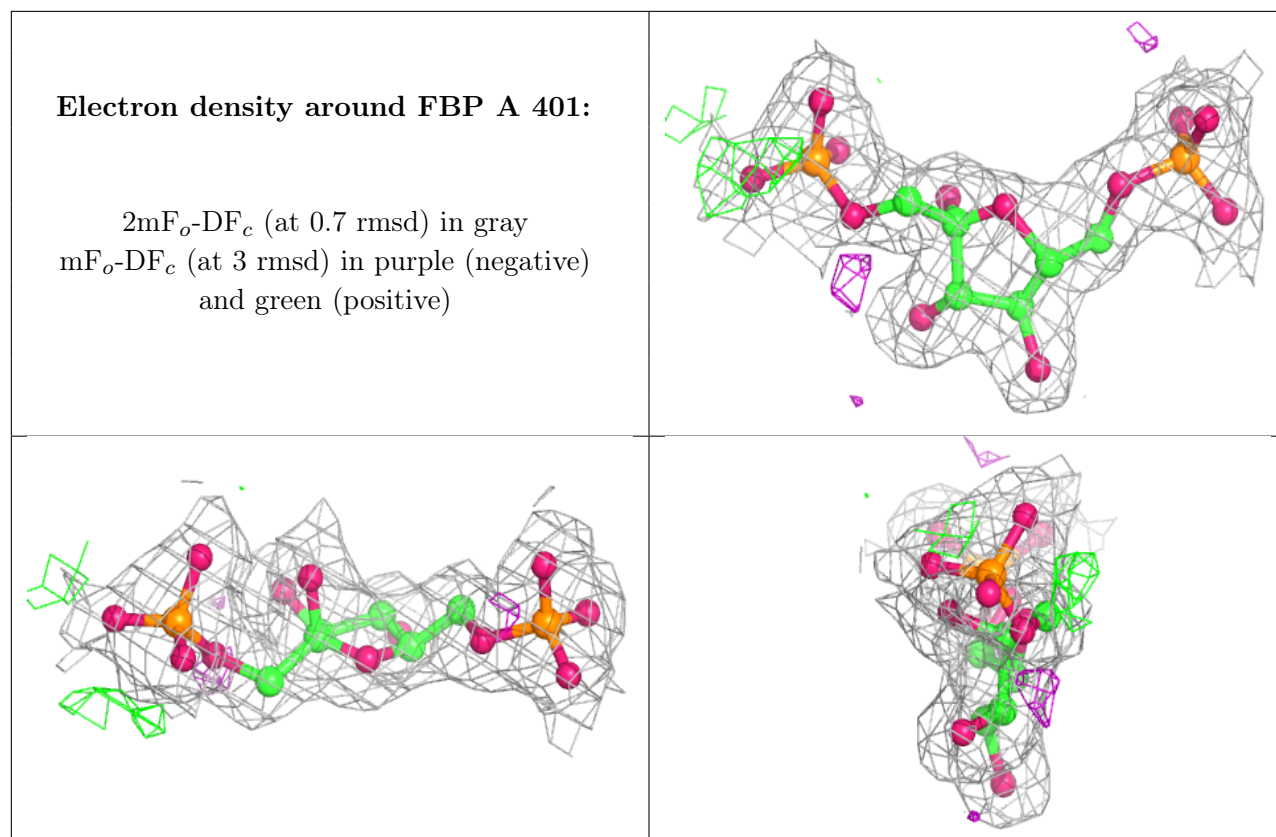 Electron density around FBP A 401:
2mFo-DFc (at 0.7 rmsd) in gray
mFo-DFc (at 3 rmsd) in purple (negative)
and green (positive)